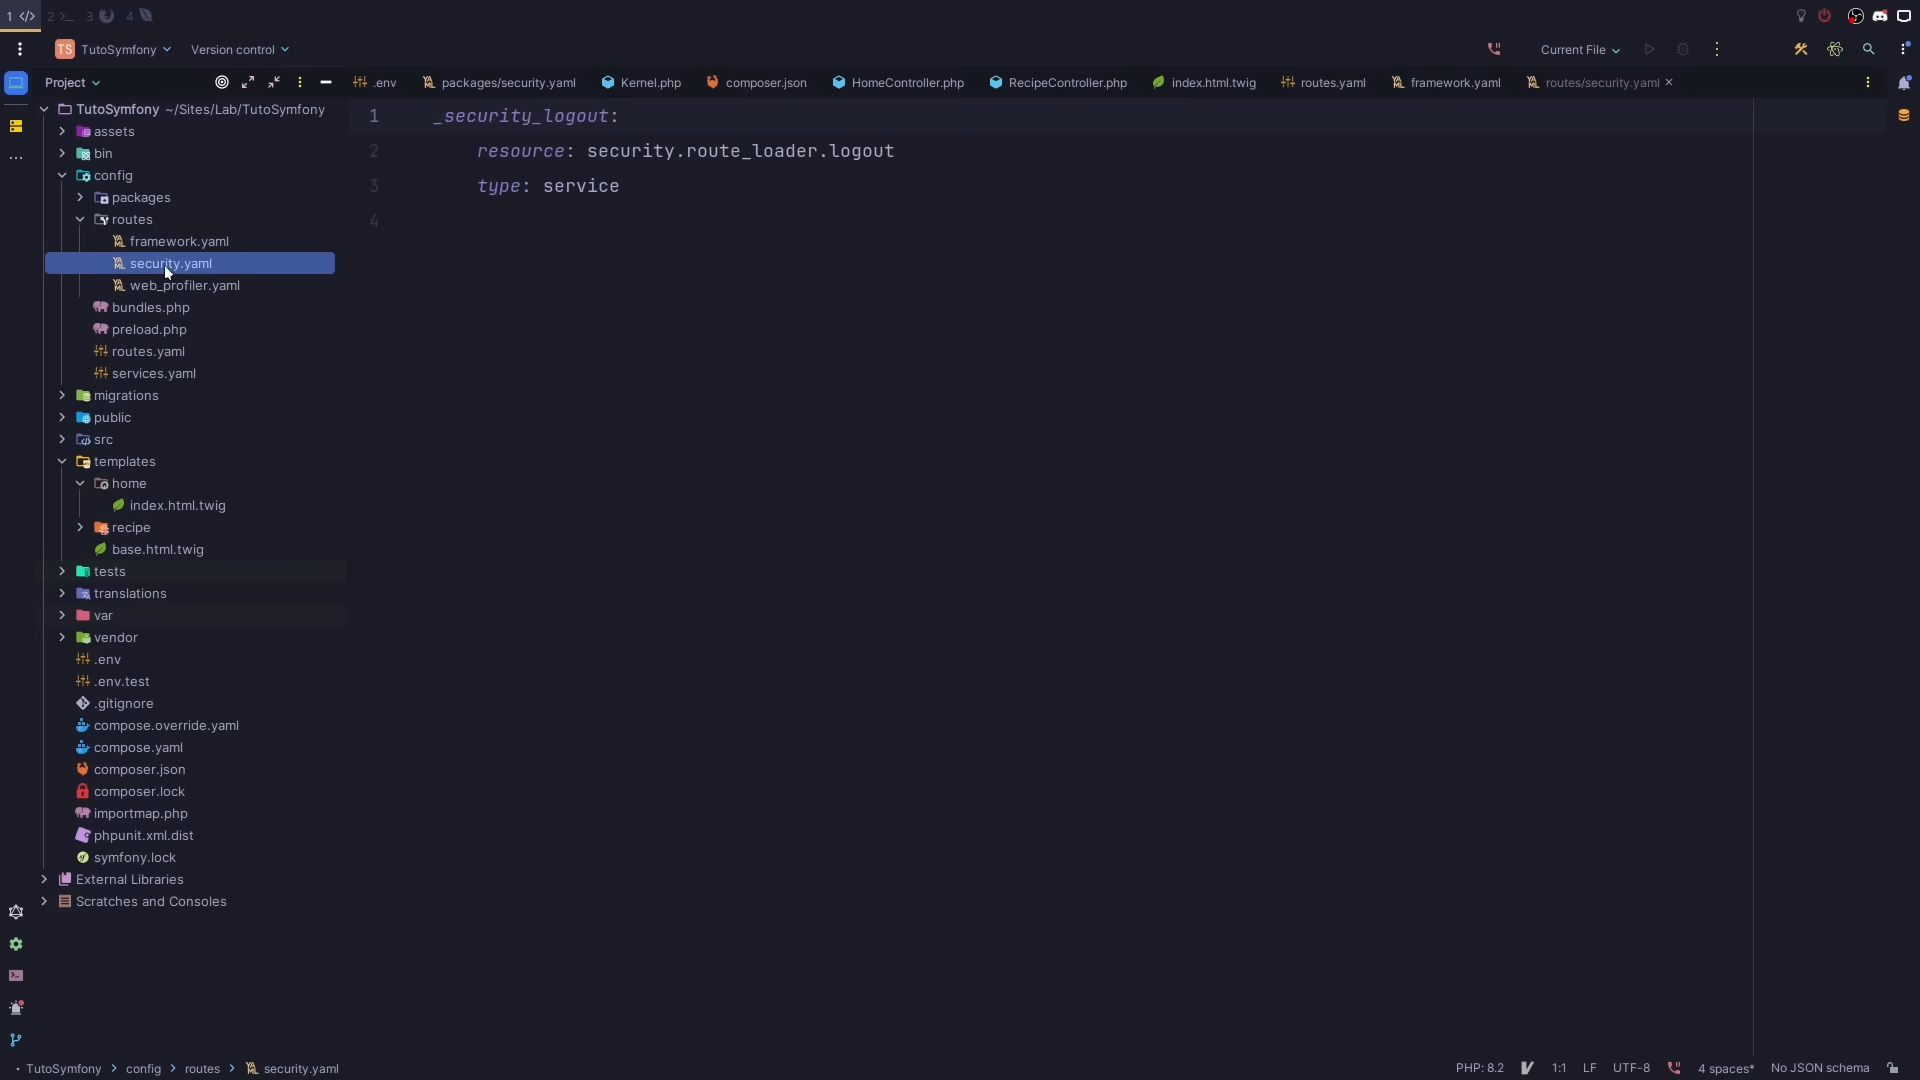 1 </> 2 >_ 3 4
TS TutoSymfony Version control Current File
Project .env packages/security.yaml Kernel.php composer.json HomeController.php RecipeController.php index.html.twig routes.yaml framework.yaml routes/security.yaml
TutoSymfony ~/Sites/Lab/TutoSymfony
assets
bin
config
packages
routes
framework.yaml
security.yaml
web_profiler.yaml
bundles.php
preload.php
routes.yaml
services.yaml
migrations
public
src
templates
home
index.html.twig
recipe
base.html.twig
tests
translations
var
vendor
.env
.env.test
.gitignore
compose.override.yaml
compose.yaml
composer.json
composer.lock
importmap.php
phpunit.xml.dist
symfony.lock
External Libraries
Scratches and Consoles
1 _security_logout:
2 resource: security.route_loader.logout
3 type: service
4
TutoSymfony > config > routes > security.yaml PHP: 8.2 1:1 LF UTF-8 4 spaces* No JSON schema